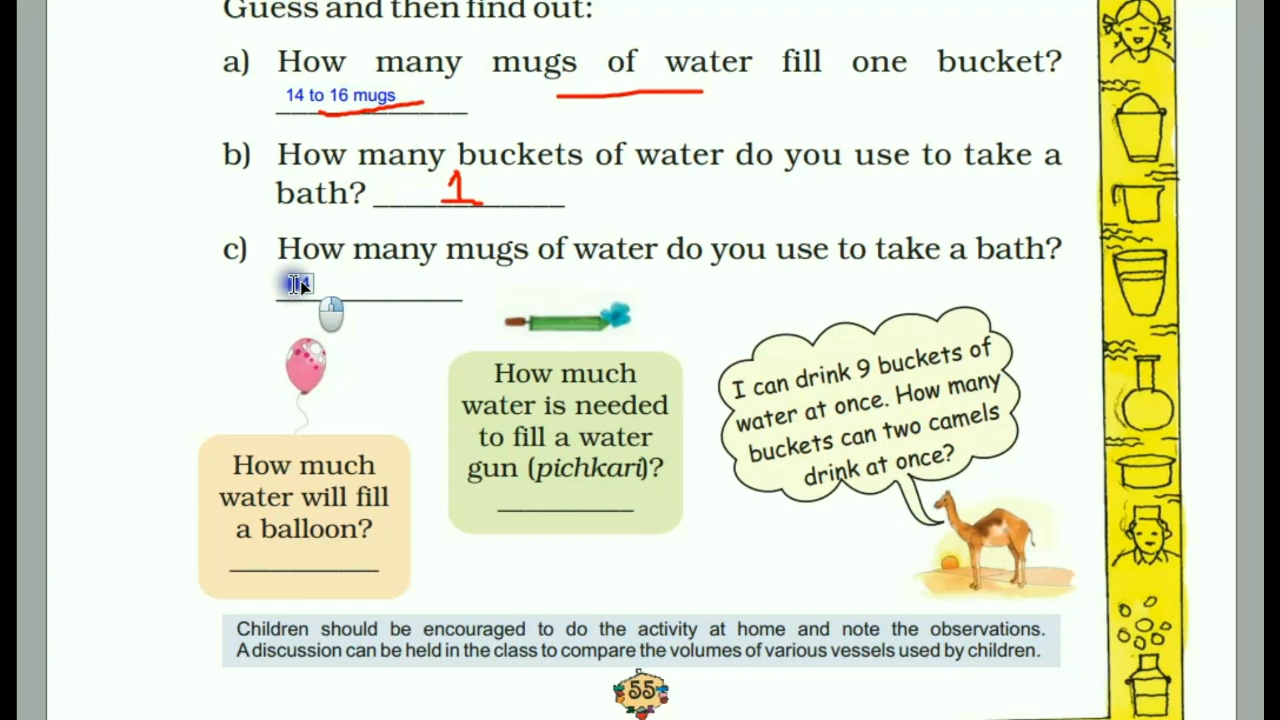 Guess and then find out:
a) How many mugs of water fill one bucket?
14 to 16 mugs
b) How many buckets of water do you use to take a
bath? 1
c) How many mugs of water do you use to take a bath?
How much
water will fill
a balloon?
How much
water is needed
to fill a water
gun (pichkari)?
I can drink 9 buckets of
water at once. How many
buckets can two camels
drink at once?
Children should be encouraged to do the activity at home and note the observations.
A discussion can be held in the class to compare the volumes of various vessels used by children.
55